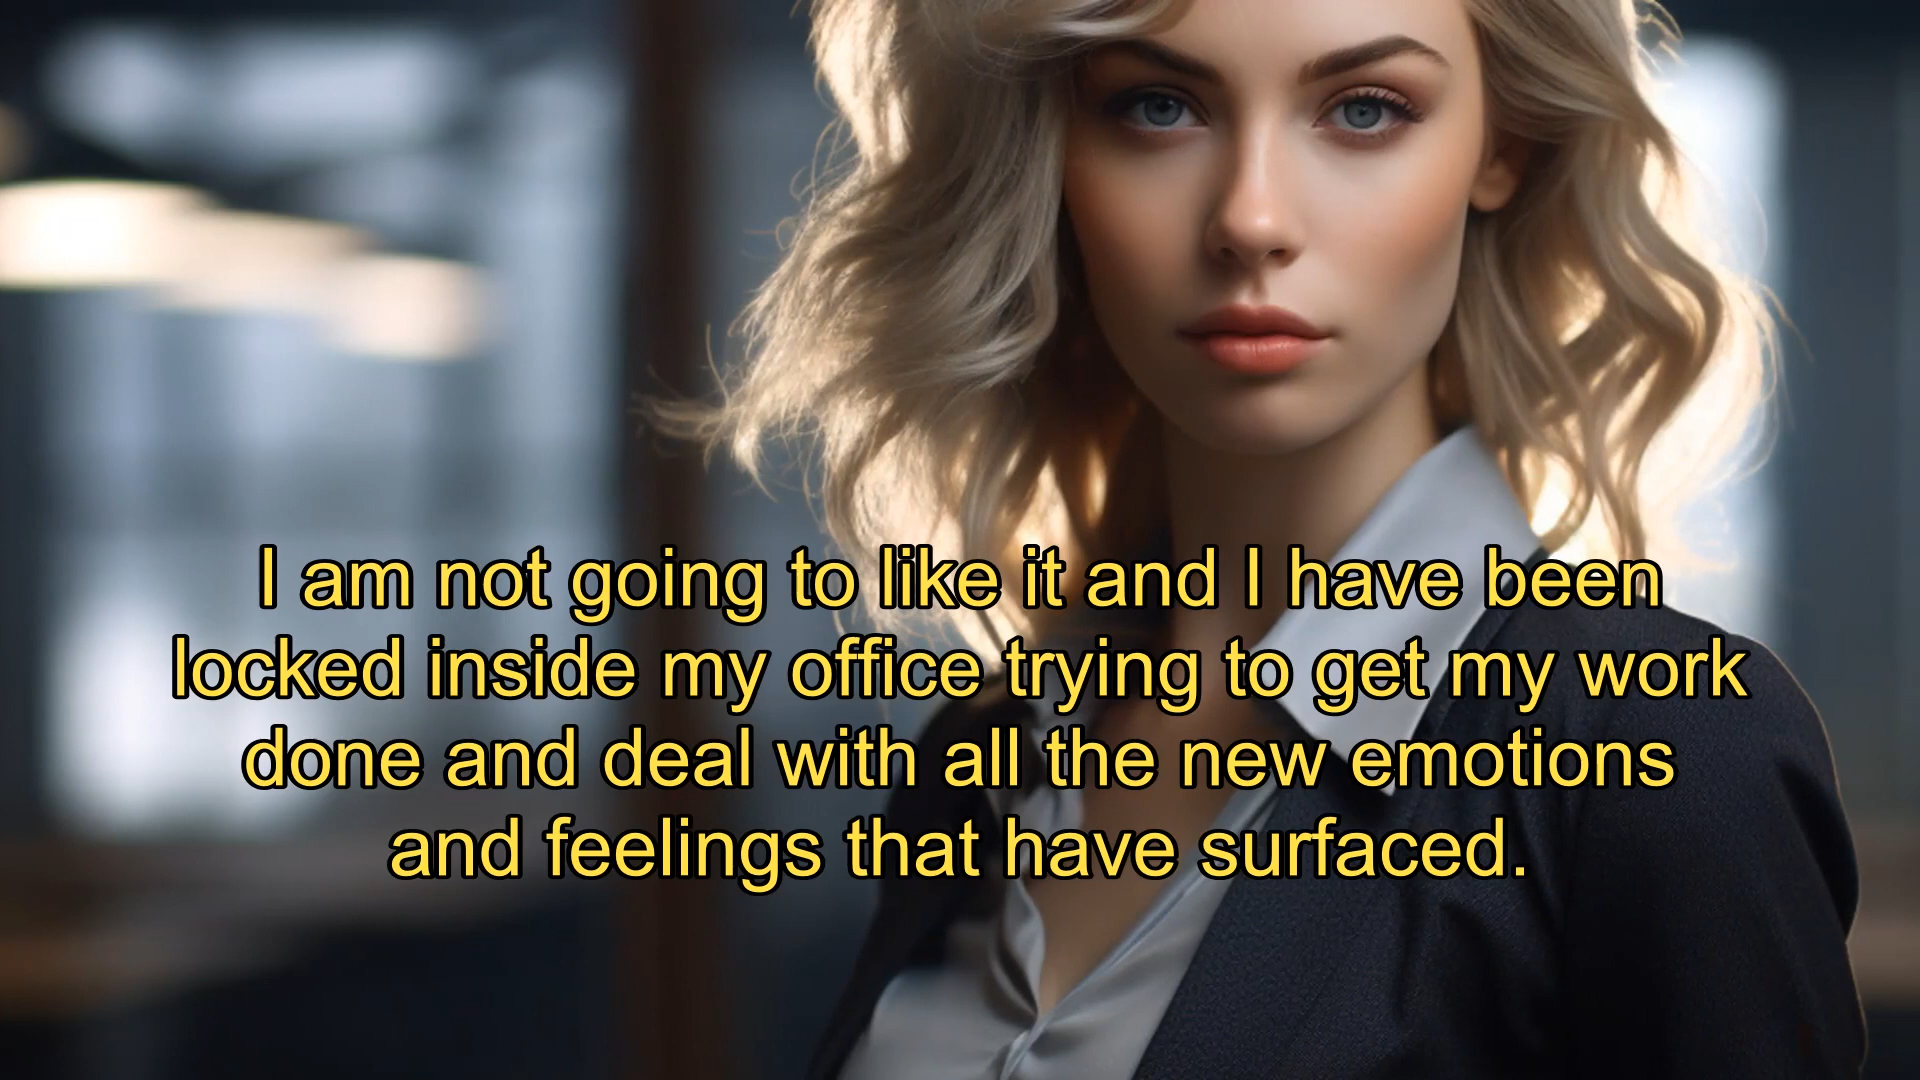 I am not going to like it and I have been
locked inside my office trying to get my work
done and deal with all the new emotions
and feelings that have surfaced.